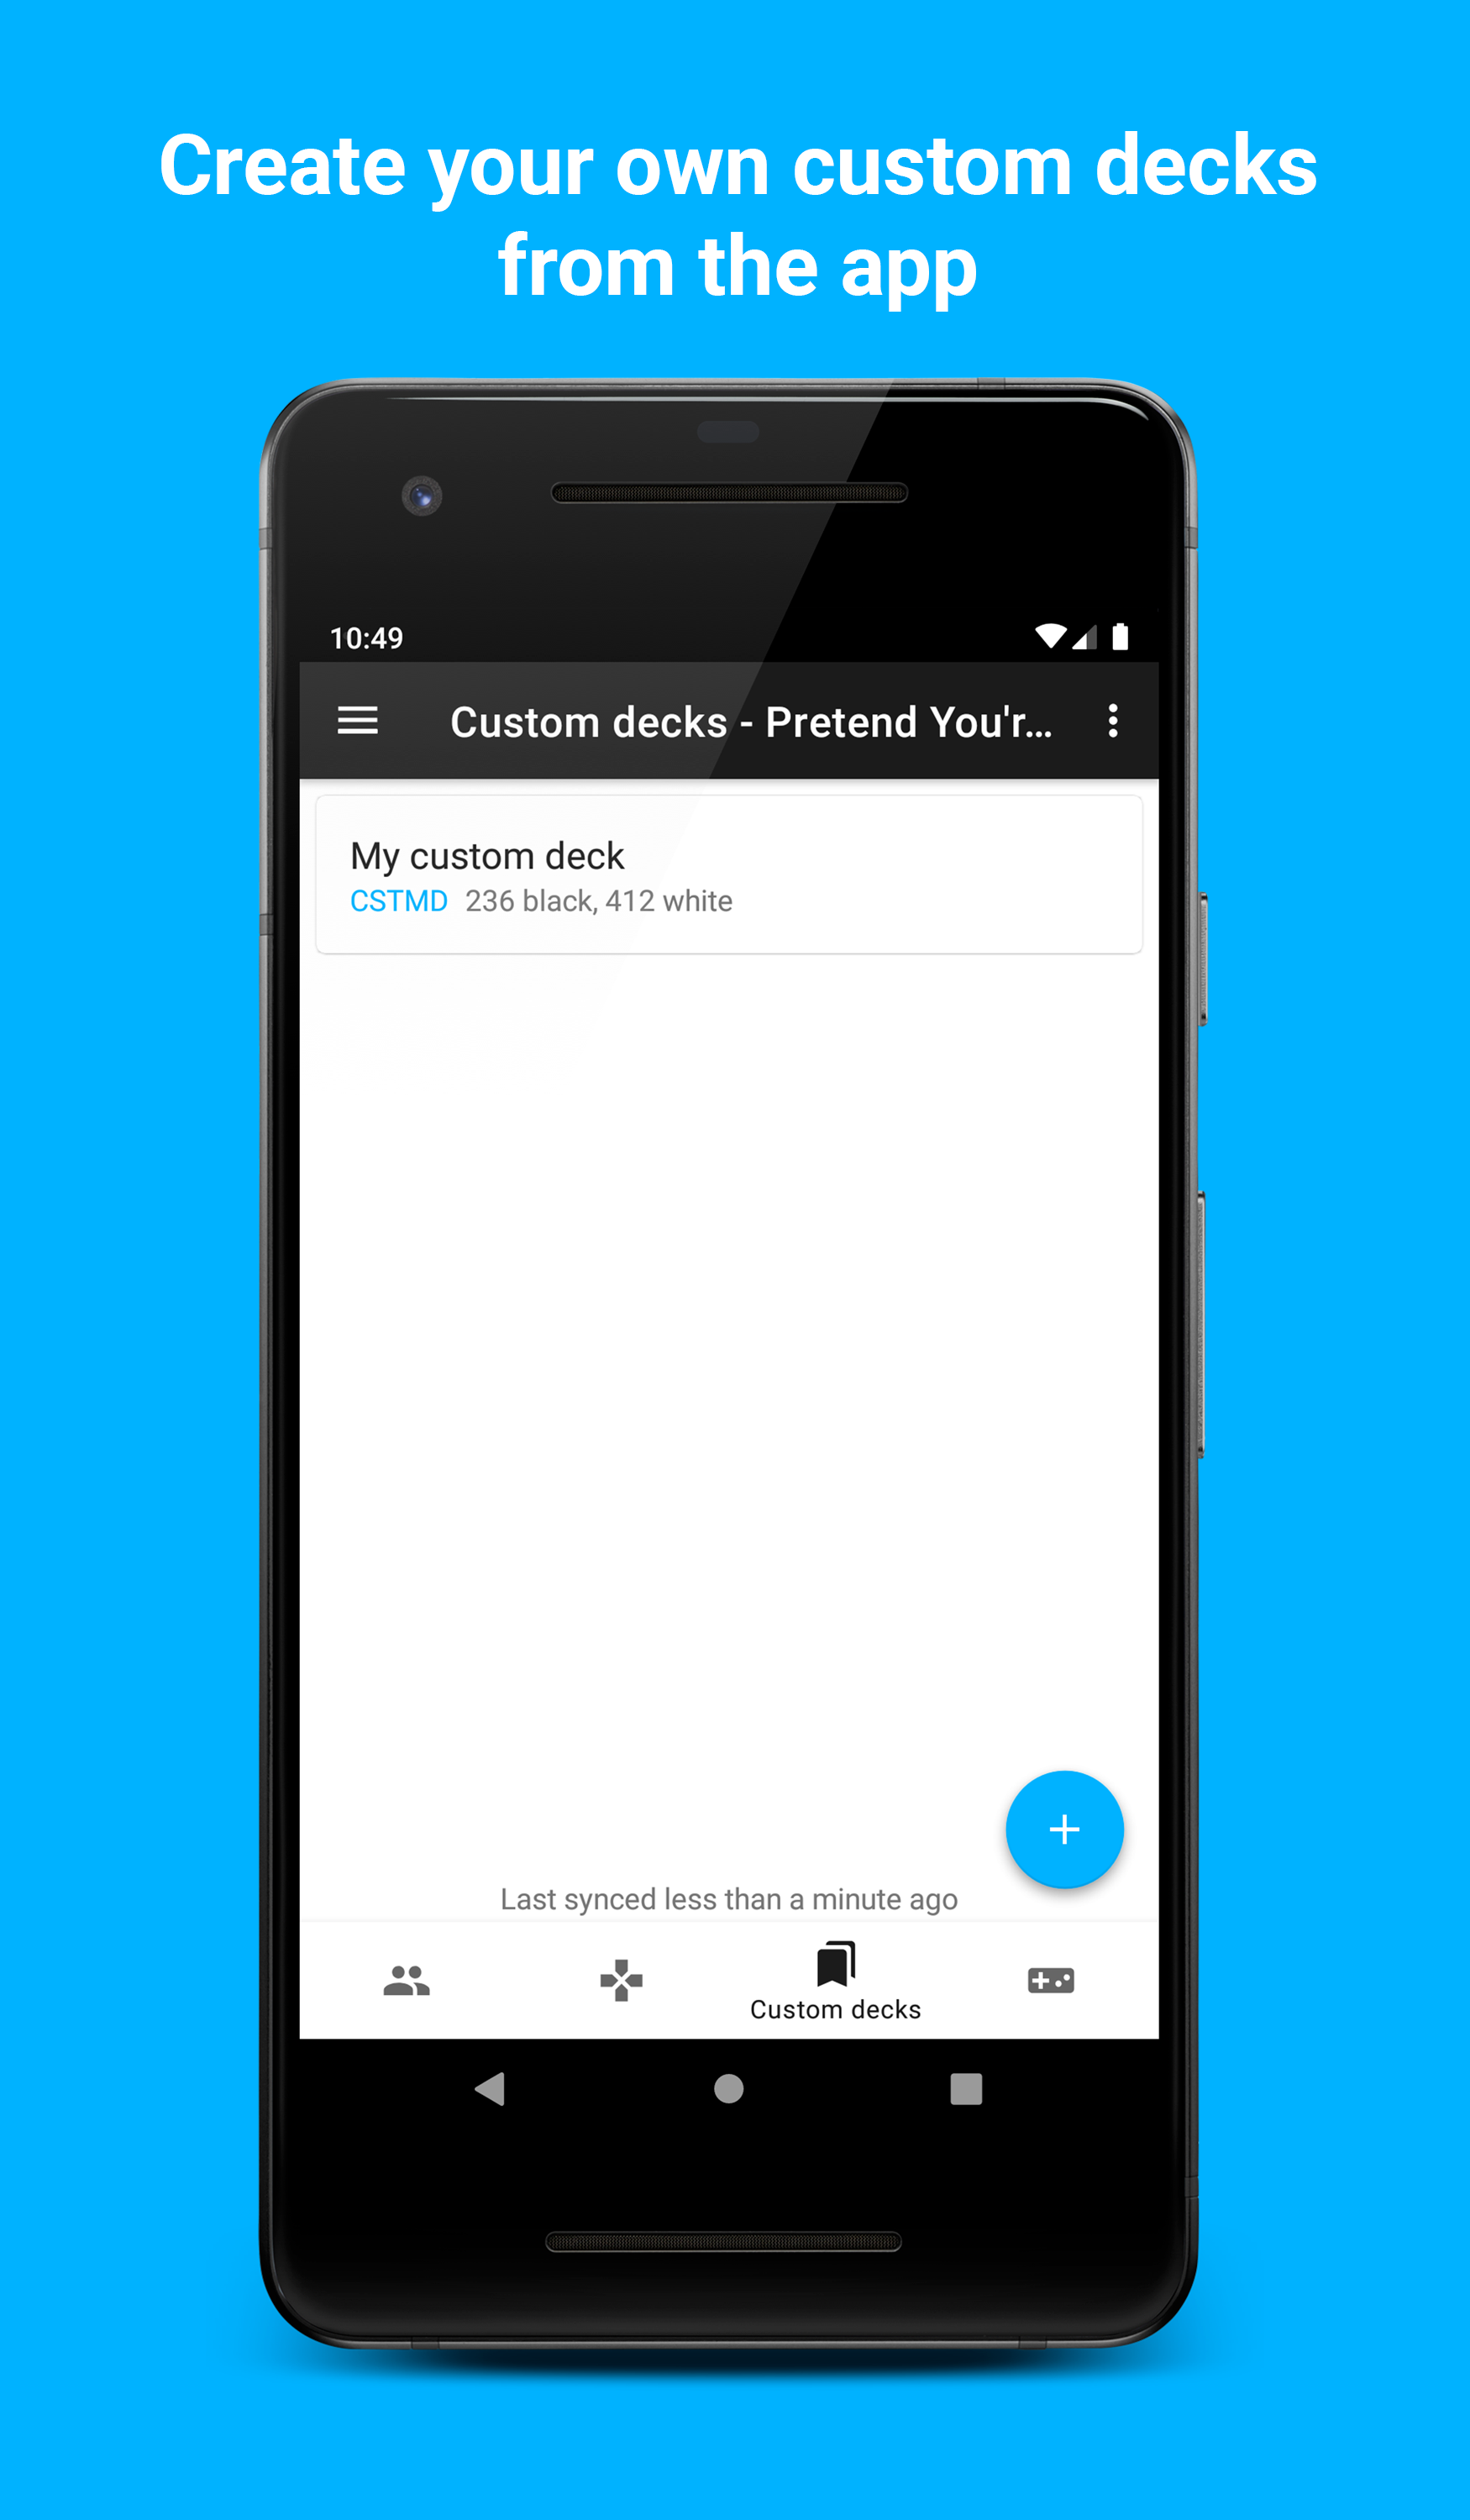 Create your own custom decks
from the app
10:49
Custom decks - Pretend You'r...
My custom deck
CSTMD 236 black, 412 white
Last synced less than a minute ago
Custom decks